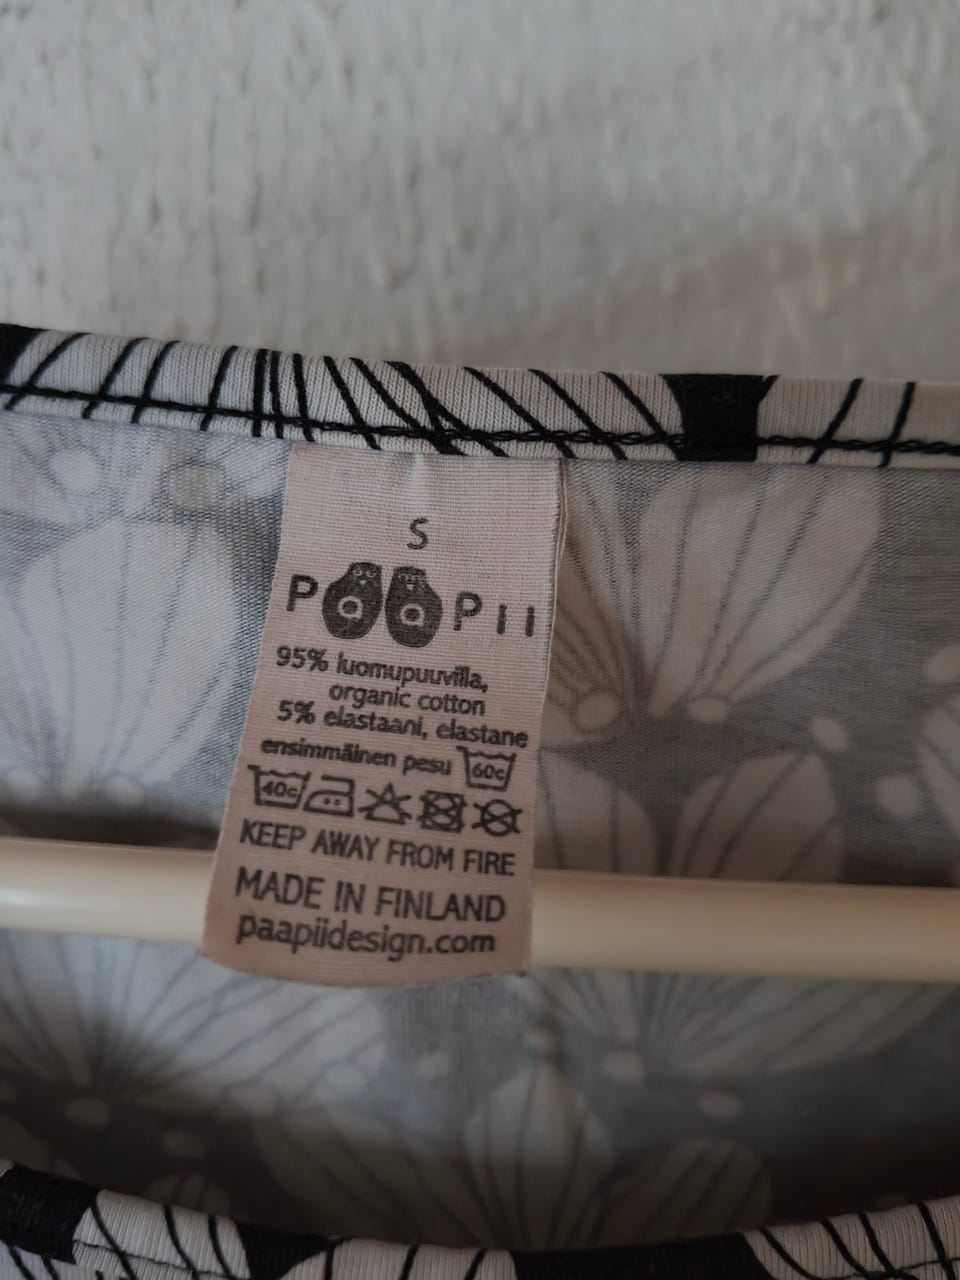 S
Paapii
95% luomupuuvilla,
organic cotton
5% elastaani, elastane
ensimmäinen pesu 60c
40c
KEEP AWAY FROM FIRE
MADE IN FINLAND
paapiidesign.com